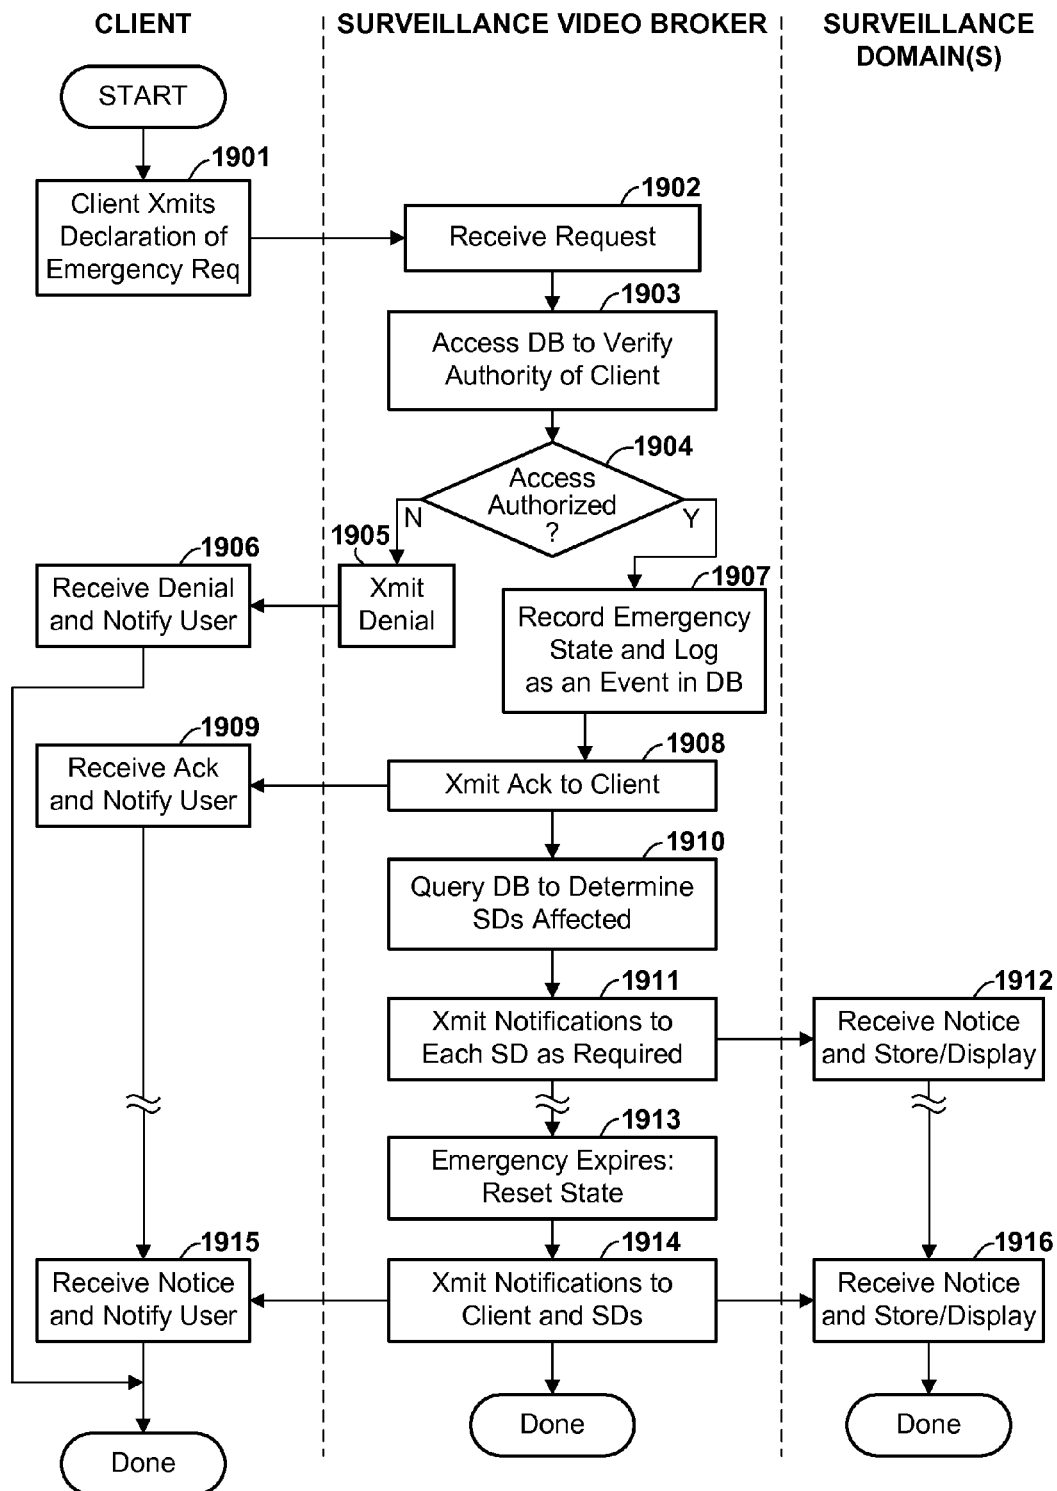 CLIENT
SURVEILLANCE VIDEO BROKER
SURVEILLANCE
DOMAIN(S)
START
1901
Client Xmits
Declaration of
Emergency Req
1902
Receive Request
1903
Access DB to Verify
Authority of Client
1904
Access
Authorized
?
N
Y
1905
Xmit
Denial
1906
Receive Denial
and Notify User
1907
Record Emergency
State and Log
as an Event in DB
1908
Xmit Ack to Client
1909
Receive Ack
and Notify User
1910
Query DB to Determine
SDs Affected
1911
Xmit Notifications to
Each SD as Required
1912
Receive Notice
and Store/Display
1913
Emergency Expires:
Reset State
1914
Xmit Notifications to
Client and SDs
1915
Receive Notice
and Notify User
1916
Receive Notice
and Store/Display
Done
Done
Done